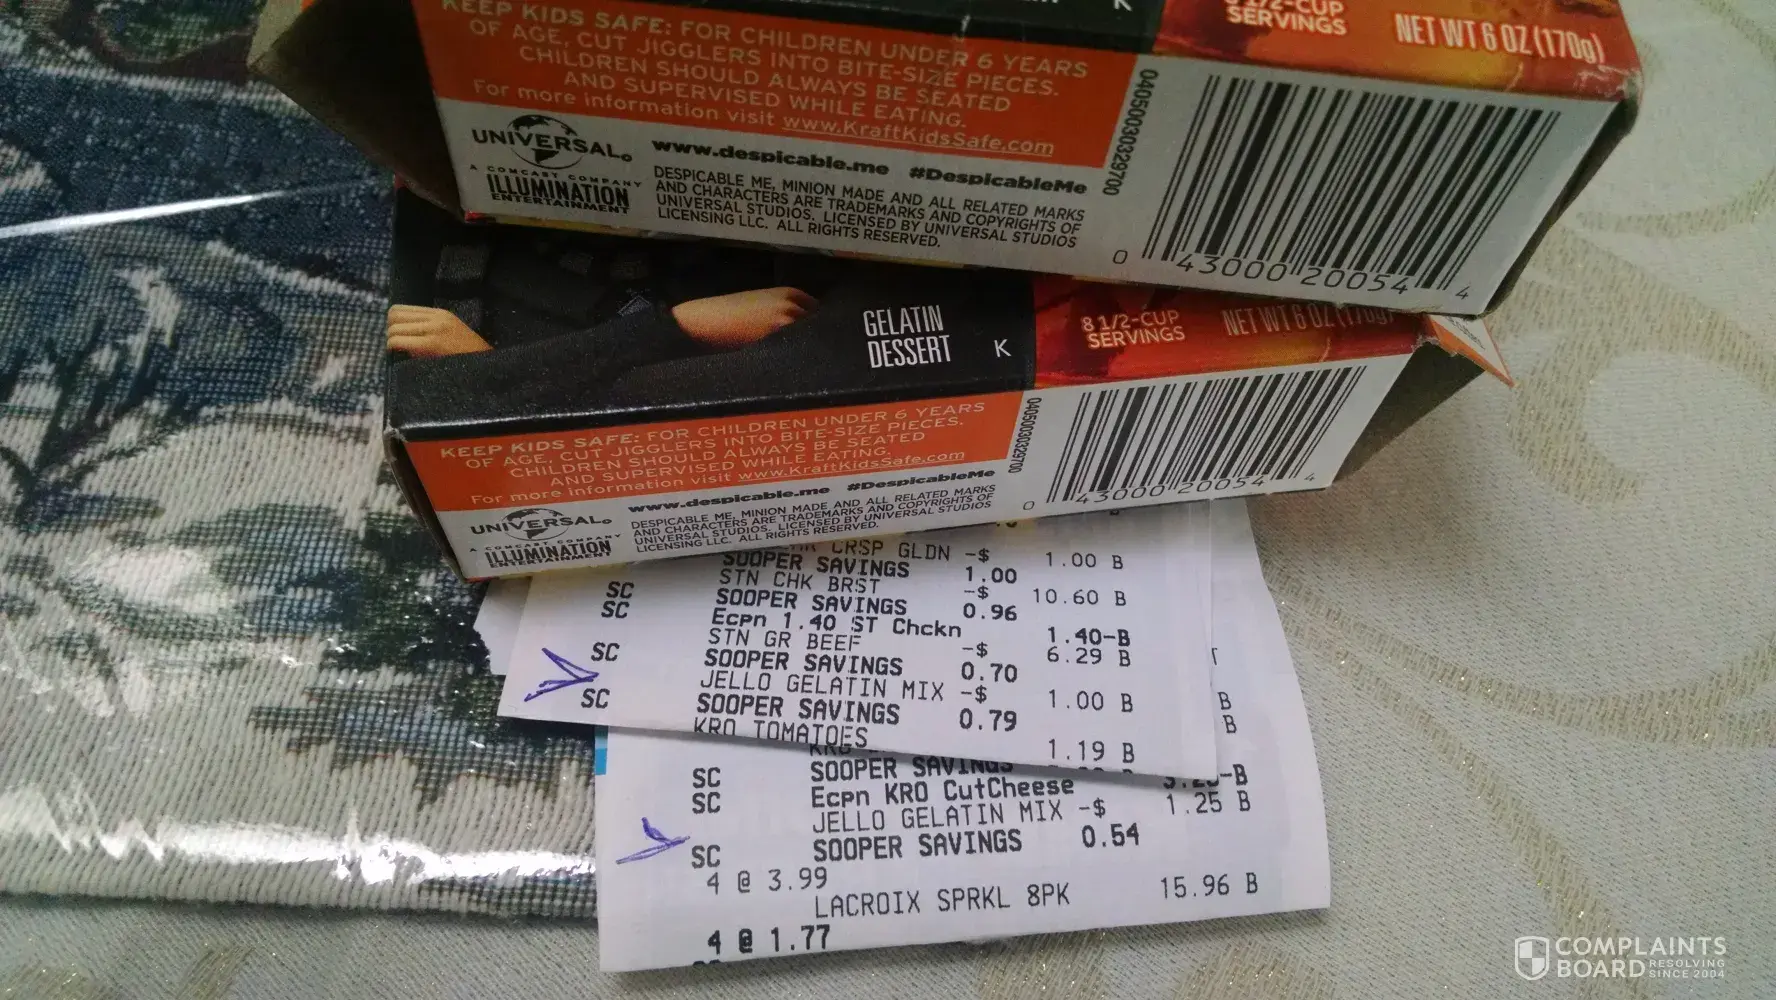 K
8 1/2-CUP
SERVINGS
NET WT 6 OZ (170g)
KEEP KIDS SAFE: FOR CHILDREN UNDER 6 YEARS
OF AGE, CUT JIGGLERS INTO BITE-SIZE PIECES.
CHILDREN SHOULD ALWAYS BE SEATED
AND SUPERVISED WHILE EATING.
For more information visit www.KraftKidsSafe.com
UNIVERSAL
A COMCAST COMPANY
ILLUMINATION
ENTERTAINMENT
www.despicable.me #DespicableMe
DESPICABLE ME, MINION MADE AND ALL RELATED MARKS
AND CHARACTERS ARE TRADEMARKS AND COPYRIGHTS OF
UNIVERSAL STUDIOS. LICENSED BY UNIVERSAL STUDIOS
LICENSING LLC. ALL RIGHTS RESERVED.
0 43000 20054 4
GELATIN
DESSERT
K
8 1/2-CUP
SERVINGS
NET WT 6 OZ (170g)
KEEP KIDS SAFE: FOR CHILDREN UNDER 6 YEARS
OF AGE, CUT JIGGLERS INTO BITE-SIZE PIECES.
CHILDREN SHOULD ALWAYS BE SEATED
AND SUPERVISED WHILE EATING.
For more information visit www.KraftKidsSafe.com
UNIVERSAL
A COMCAST COMPANY
ILLUMINATION
ENTERTAINMENT
www.despicable.me #DespicableMe
DESPICABLE ME, MINION MADE AND ALL RELATED MARKS
AND CHARACTERS ARE TRADEMARKS AND COPYRIGHTS OF
UNIVERSAL STUDIOS. LICENSED BY UNIVERSAL STUDIOS
LICENSING LLC. ALL RIGHTS RESERVED.
0 43000 20054 4
CRSP GLDN 1.00 B
SC SOOPER SAVINGS -$ 1.00
STN CHK BRST 10.60 B
SC SOOPER SAVINGS -$ 0.96
SC Ecpn 1.40 ST Chckn 1.40-B
STN GR BEEF 6.29 B
SC SOOPER SAVINGS -$ 0.70
JELLO GELATIN MIX 1.00 B
SC SOOPER SAVINGS -$ 0.79
KRO TOMATOES 1.19 B
B
B
SC SOOPER SAVINGS
SC Ecpn KRO CutCheese -B
JELLO GELATIN MIX 1.25 B
SC SOOPER SAVINGS -$ 0.54
4 @ 3.99
LACROIX SPRKL 8PK 15.96 B
4 @ 1.77
COMPLAINTS
BOARD RESOLVING
SINCE 2004